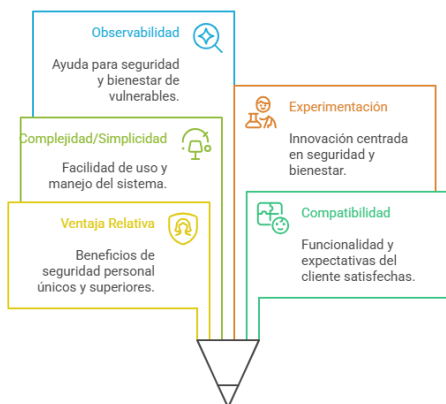 Observabilidad
Ayuda para seguridad
y bienestar de
vulnerables.
Experimentación
Innovación centrada
en seguridad y
bienestar.
Complejidad/Simplicidad
Facilidad de uso y
manejo del sistema.
Ventaja Relativa
Beneficios de
seguridad personal
únicos y superiores.
Compatibilidad
Funcionalidad y
expectativas del
cliente satisfechas.